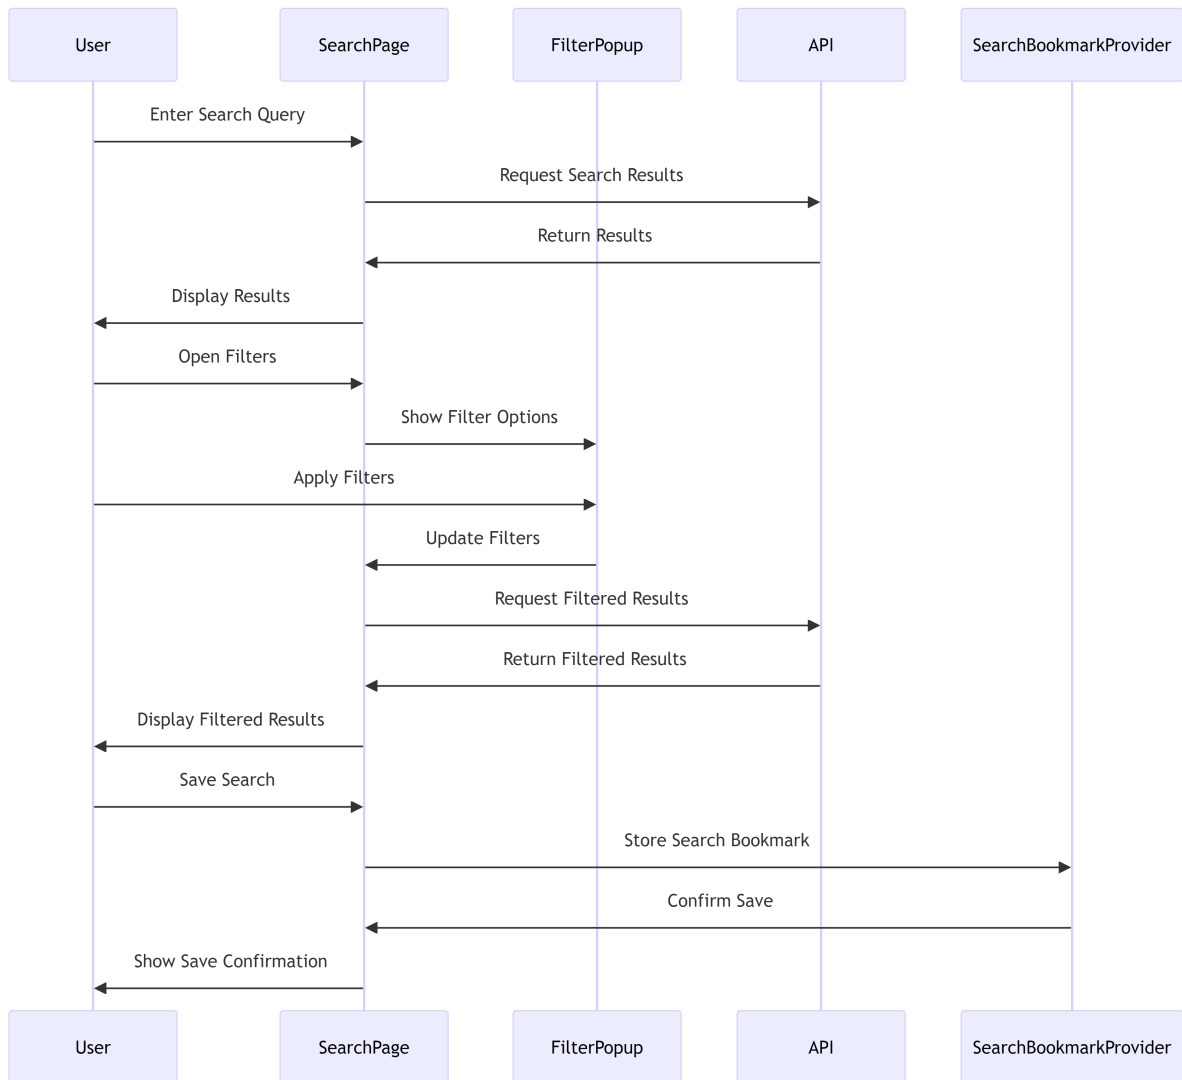 User
SearchPage
FilterPopup
API
SearchBookmarkProvider
Enter Search Query
Request Search Results
Return Results
Display Results
Open Filters
Show Filter Options
Apply Filters
Update Filters
Request Filtered Results
Return Filtered Results
Display Filtered Results
Save Search
Store Search Bookmark
Confirm Save
Show Save Confirmation
User
SearchPage
FilterPopup
API
SearchBookmarkProvider